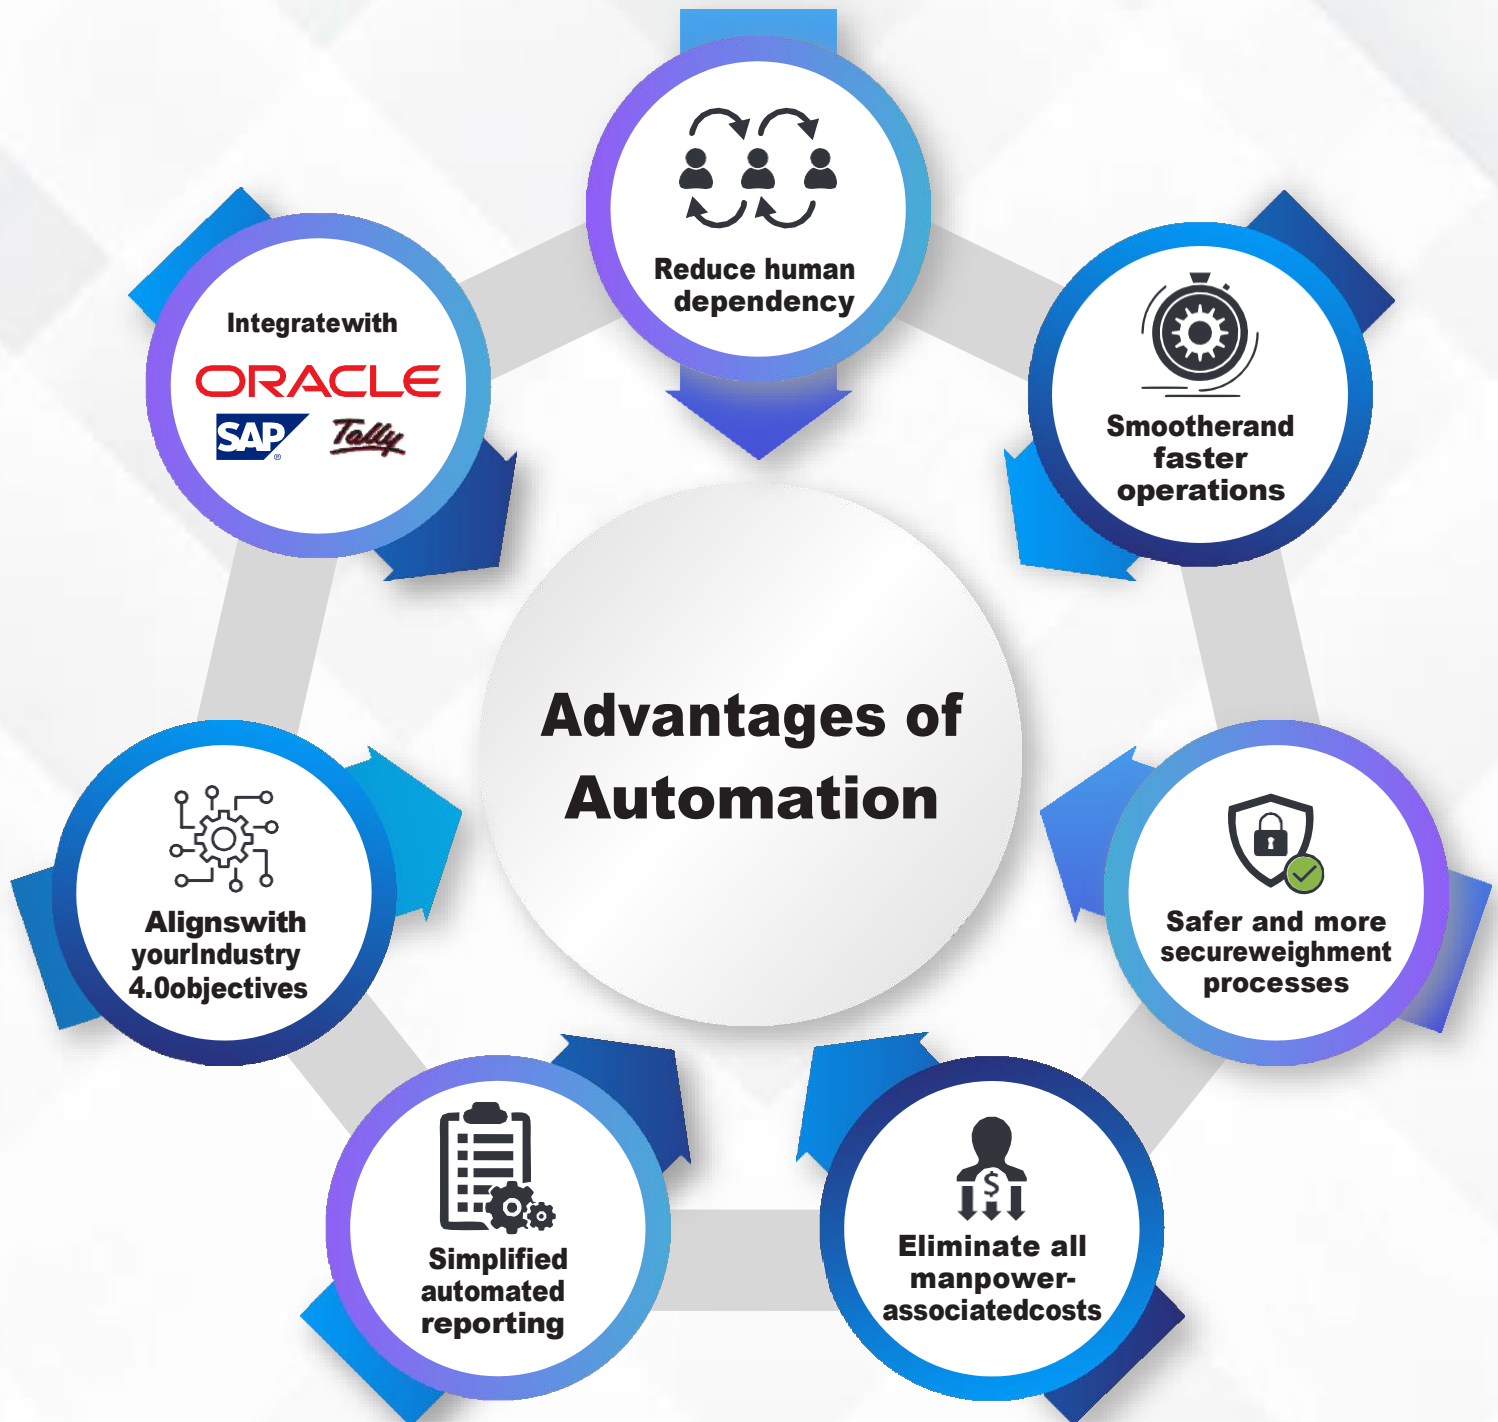 Reduce human
dependency
Smootherand
faster
operations
Safer and more
secureweighment
processes
Eliminate all
manpower-
associatedcosts
$
Simplified
automated
reporting
Alignswith
yourIndustry
4.0objectives
Integratewith
ORACLE
SAP®
Tally
Advantages of
Automation